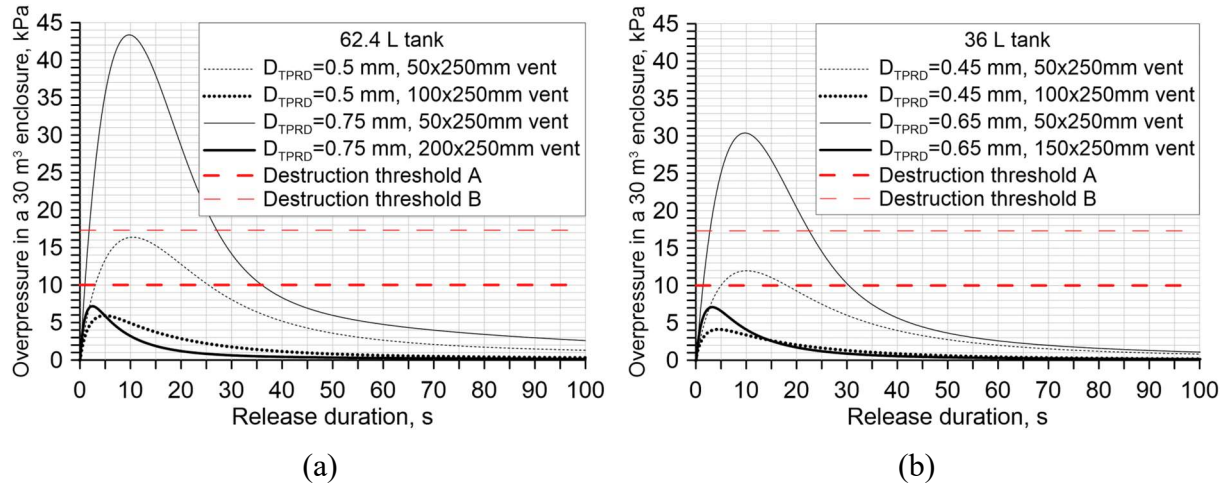 Overpressure in a 30 m³ enclosure, kPa
45
40
35
30
25
20
15
10
5
0
62.4 L tank
D_TPRD=0.5 mm, 50x250mm vent
D_TPRD=0.5 mm, 100x250mm vent
D_TPRD=0.75 mm, 50x250mm vent
D_TPRD=0.75 mm, 200x250mm vent
Destruction threshold A
Destruction threshold B
0 10 20 30 40 50 60 70 80 90 100
Release duration, s
(a)
Overpressure in a 30 m³ enclosure, kPa
45
40
35
30
25
20
15
10
5
0
36 L tank
D_TPRD=0.45 mm, 50x250mm vent
D_TPRD=0.45 mm, 100x250mm vent
D_TPRD=0.65 mm, 50x250mm vent
D_TPRD=0.65 mm, 150x250mm vent
Destruction threshold A
Destruction threshold B
0 10 20 30 40 50 60 70 80 90 100
Release duration, s
(b)